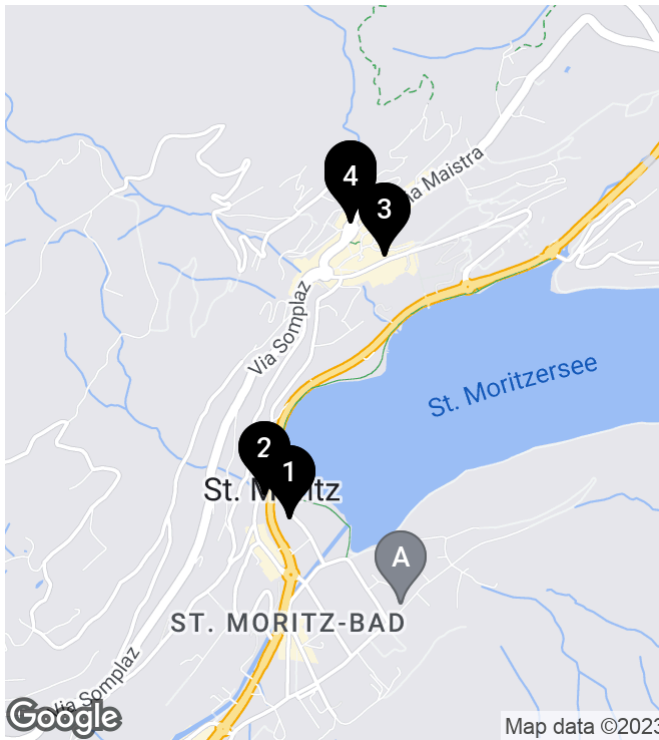 4
3
Via Maistra
Via Somplaz
St. Moritzersee
2
1
St. Moritz
A
ST. MORITZ-BAD
Via Somplaz
Google
Map data ©2023